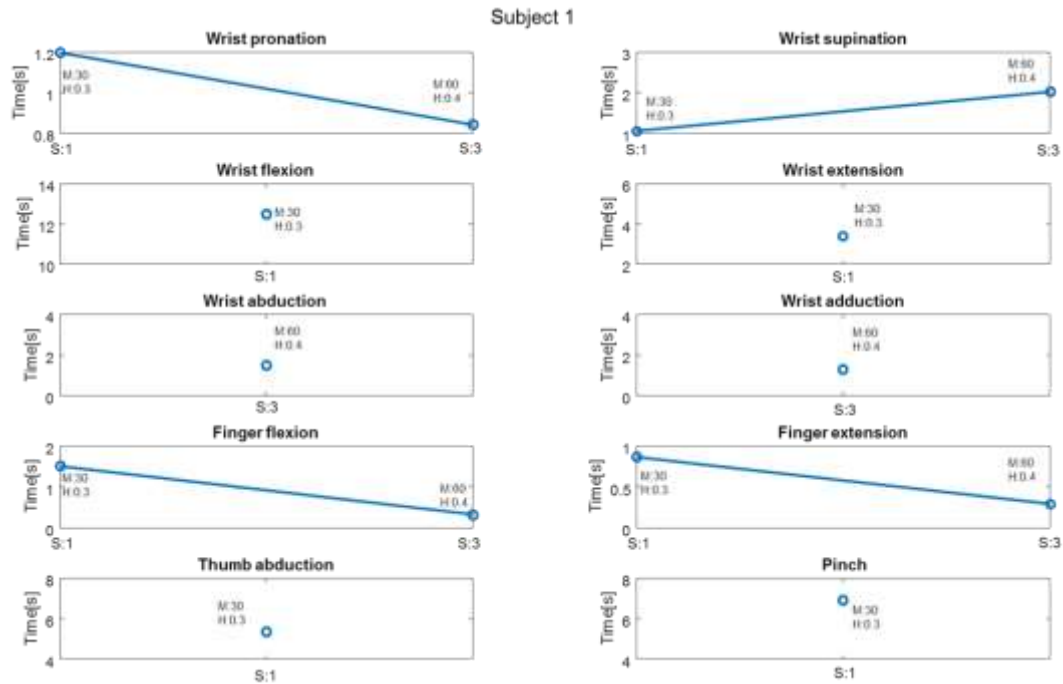 Subject 1
Wrist pronation
Time[s]
1.2
1
0.8
M:30
H:0.3
M:60
H:0.4
S:1
S:3
Wrist supination
Time[s]
3
2
1
M:30
H:0.3
M:60
H:0.4
S:1
S:3
Wrist flexion
Time[s]
14
12
10
M:30
H:0.3
S:1
Wrist extension
Time[s]
6
4
2
M:30
H:0.3
S:1
Wrist abduction
Time[s]
4
2
0
M:60
H:0.4
S:3
Wrist adduction
Time[s]
4
2
0
M:60
H:0.4
S:3
Finger flexion
Time[s]
2
1
0
M:30
H:0.3
M:60
H:0.4
S:1
S:3
Finger extension
Time[s]
1
0.5
0
M:30
H:0.3
M:60
H:0.4
S:1
S:3
Thumb abduction
Time[s]
8
6
4
M:30
H:0.3
S:1
Pinch
Time[s]
8
6
4
M:30
H:0.3
S:1